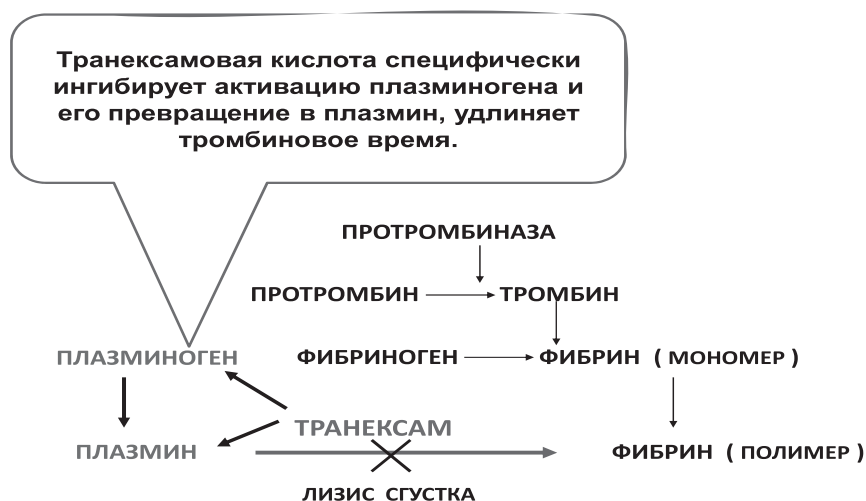 Транексамовая кислота специфически
ингибирует активацию плазминогена и
его превращение в плазмин, удлиняет
тромбиновое время.
ПРОТРОМБИНАЗА
ПРОТРОМБИН ТРОМБИН
ПЛАЗМИНОГЕН ФИБРИНОГЕН ФИБРИН ( МОНОМЕР )
ТРАНЕКСАМ
ПЛАЗМИН ФИБРИН ( ПОЛИМЕР )
ЛИЗИС СГУСТКА